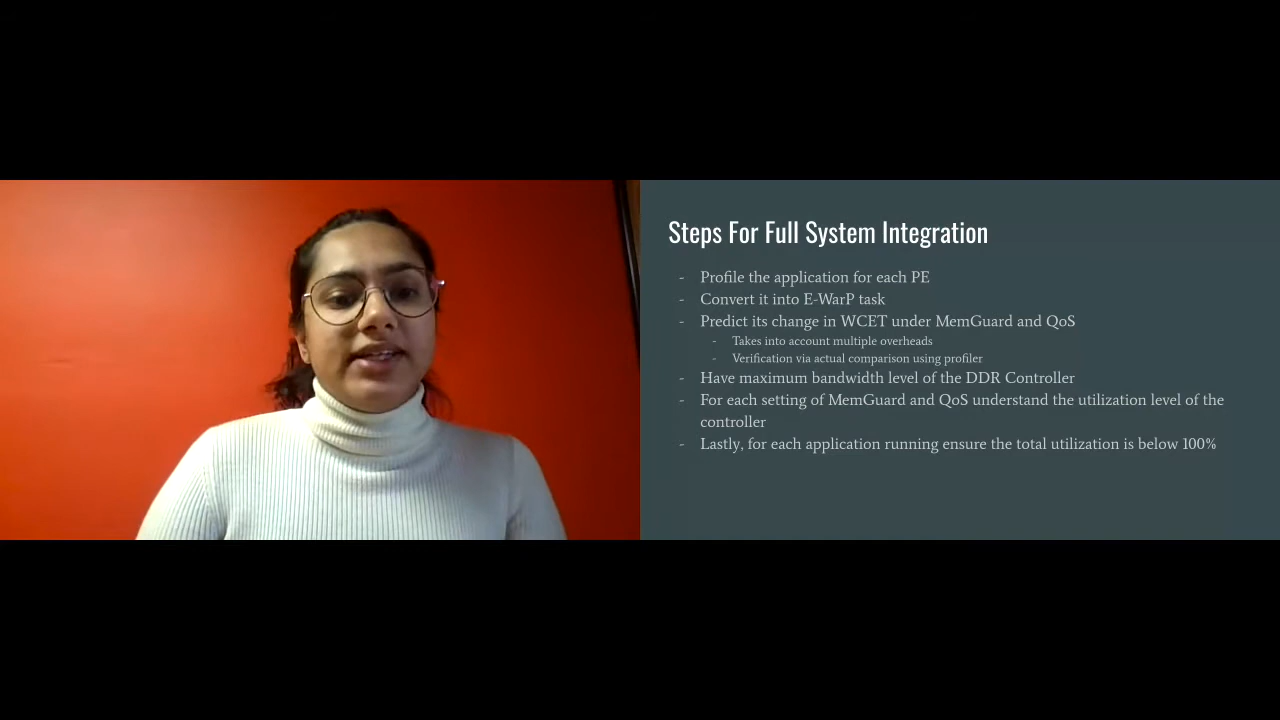 Steps For Full System Integration
- Profile the application for each PE
- Convert it into E-WarP task
- Predict its change in WCET under MemGuard and QoS
- Takes into account multiple overheads
- Verification via actual comparison using profiler
- Have maximum bandwidth level of the DDR Controller
- For each setting of MemGuard and QoS understand the utilization level of the
controller
- Lastly, for each application running ensure the total utilization is below 100%